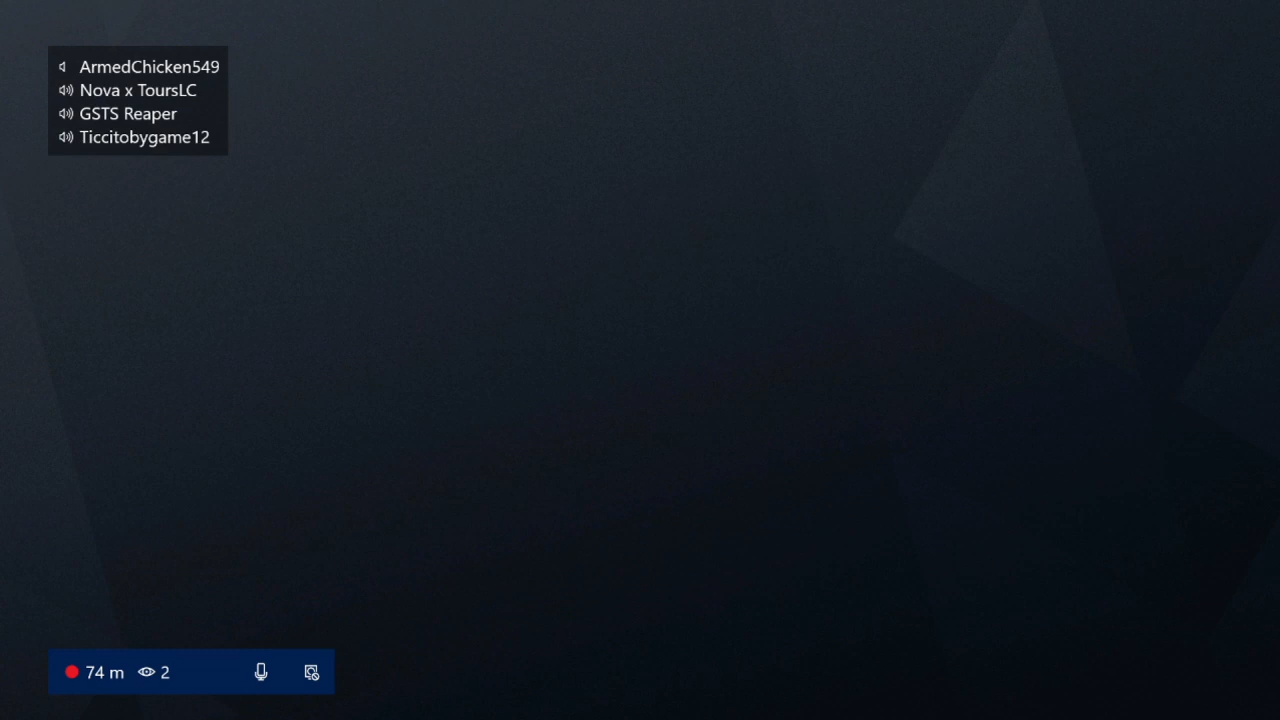 ArmedChicken549
Nova x ToursLC
GSTS Reaper
Ticcitobygame12
74 m 2